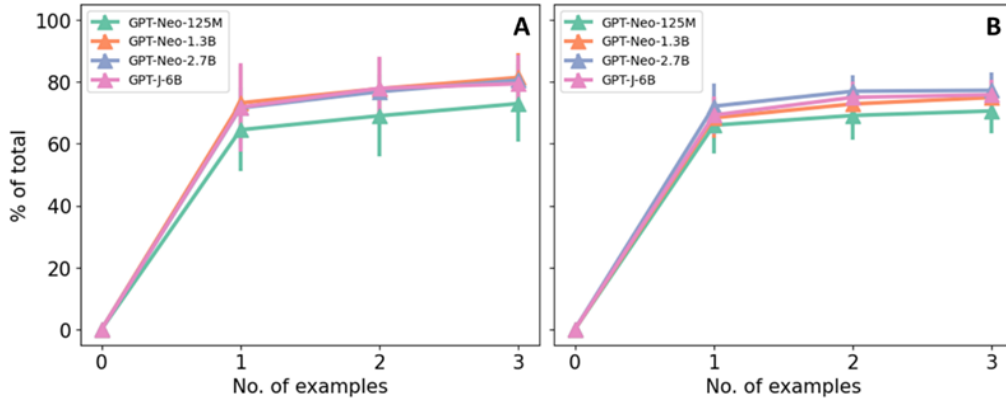 % of total
100
80
60
40
20
0
GPT-Neo-125M
GPT-Neo-1.3B
GPT-Neo-2.7B
GPT-J-6B
A
0 1 2 3
No. of examples
GPT-Neo-125M
GPT-Neo-1.3B
GPT-Neo-2.7B
GPT-J-6B
B
0 1 2 3
No. of examples